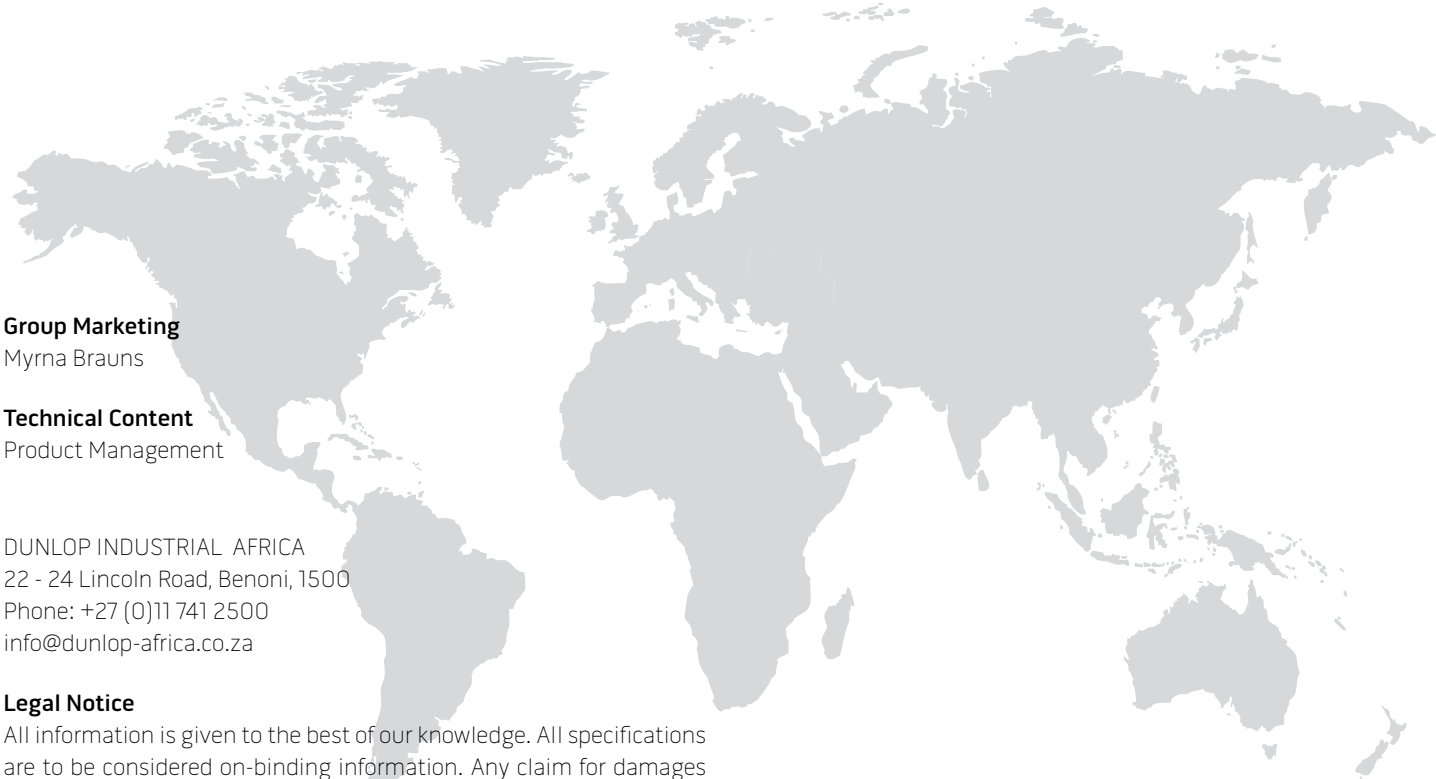 Group Marketing
Myrna Brauns
Technical Content
Product Management
DUNLOP INDUSTRIAL AFRICA
22 - 24 Lincoln Road, Benoni, 1500
Phone: +27 (0)11 741 2500
info@dunlop-africa.co.za
Legal Notice
All information is given to the best of our knowledge. All specifications
are to be considered on-binding information. Any claim for damages